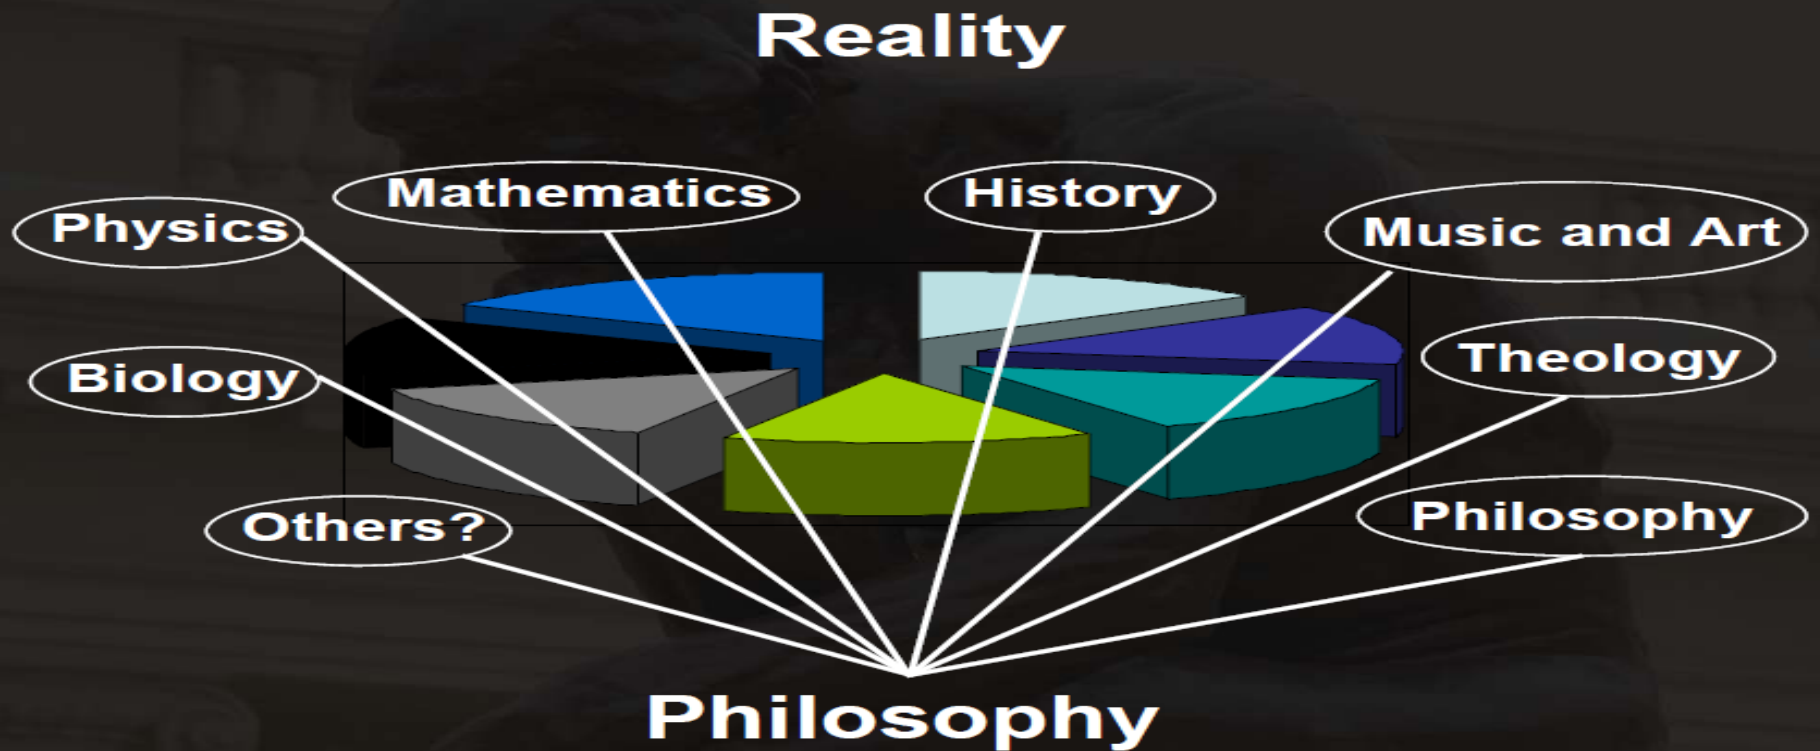 Reality
Mathematics
History
Physics
Music and Art
Biology
Theology
Others?
Philosophy
Philosophy